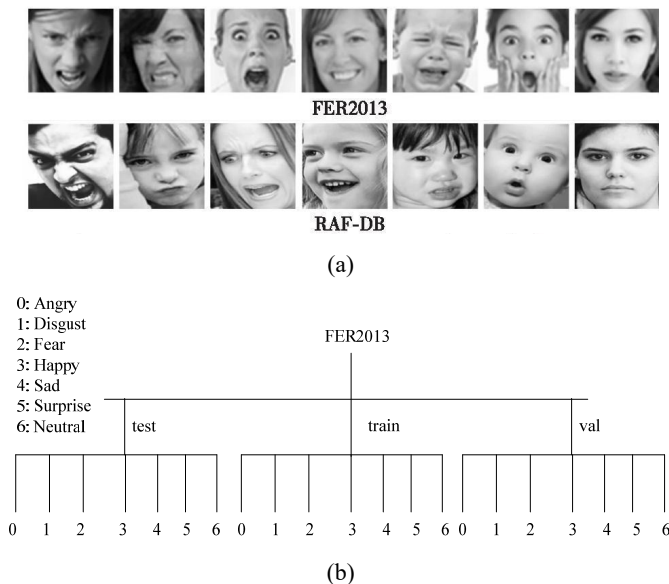 FER2013
RAF-DB
(a)
0: Angry
1: Disgust
2: Fear
3: Happy
4: Sad
5: Surprise
6: Neutral
FER2013
test
train
val
0 1 2 3 4 5 6 0 1 2 3 4 5 6 0 1 2 3 4 5 6
(b)